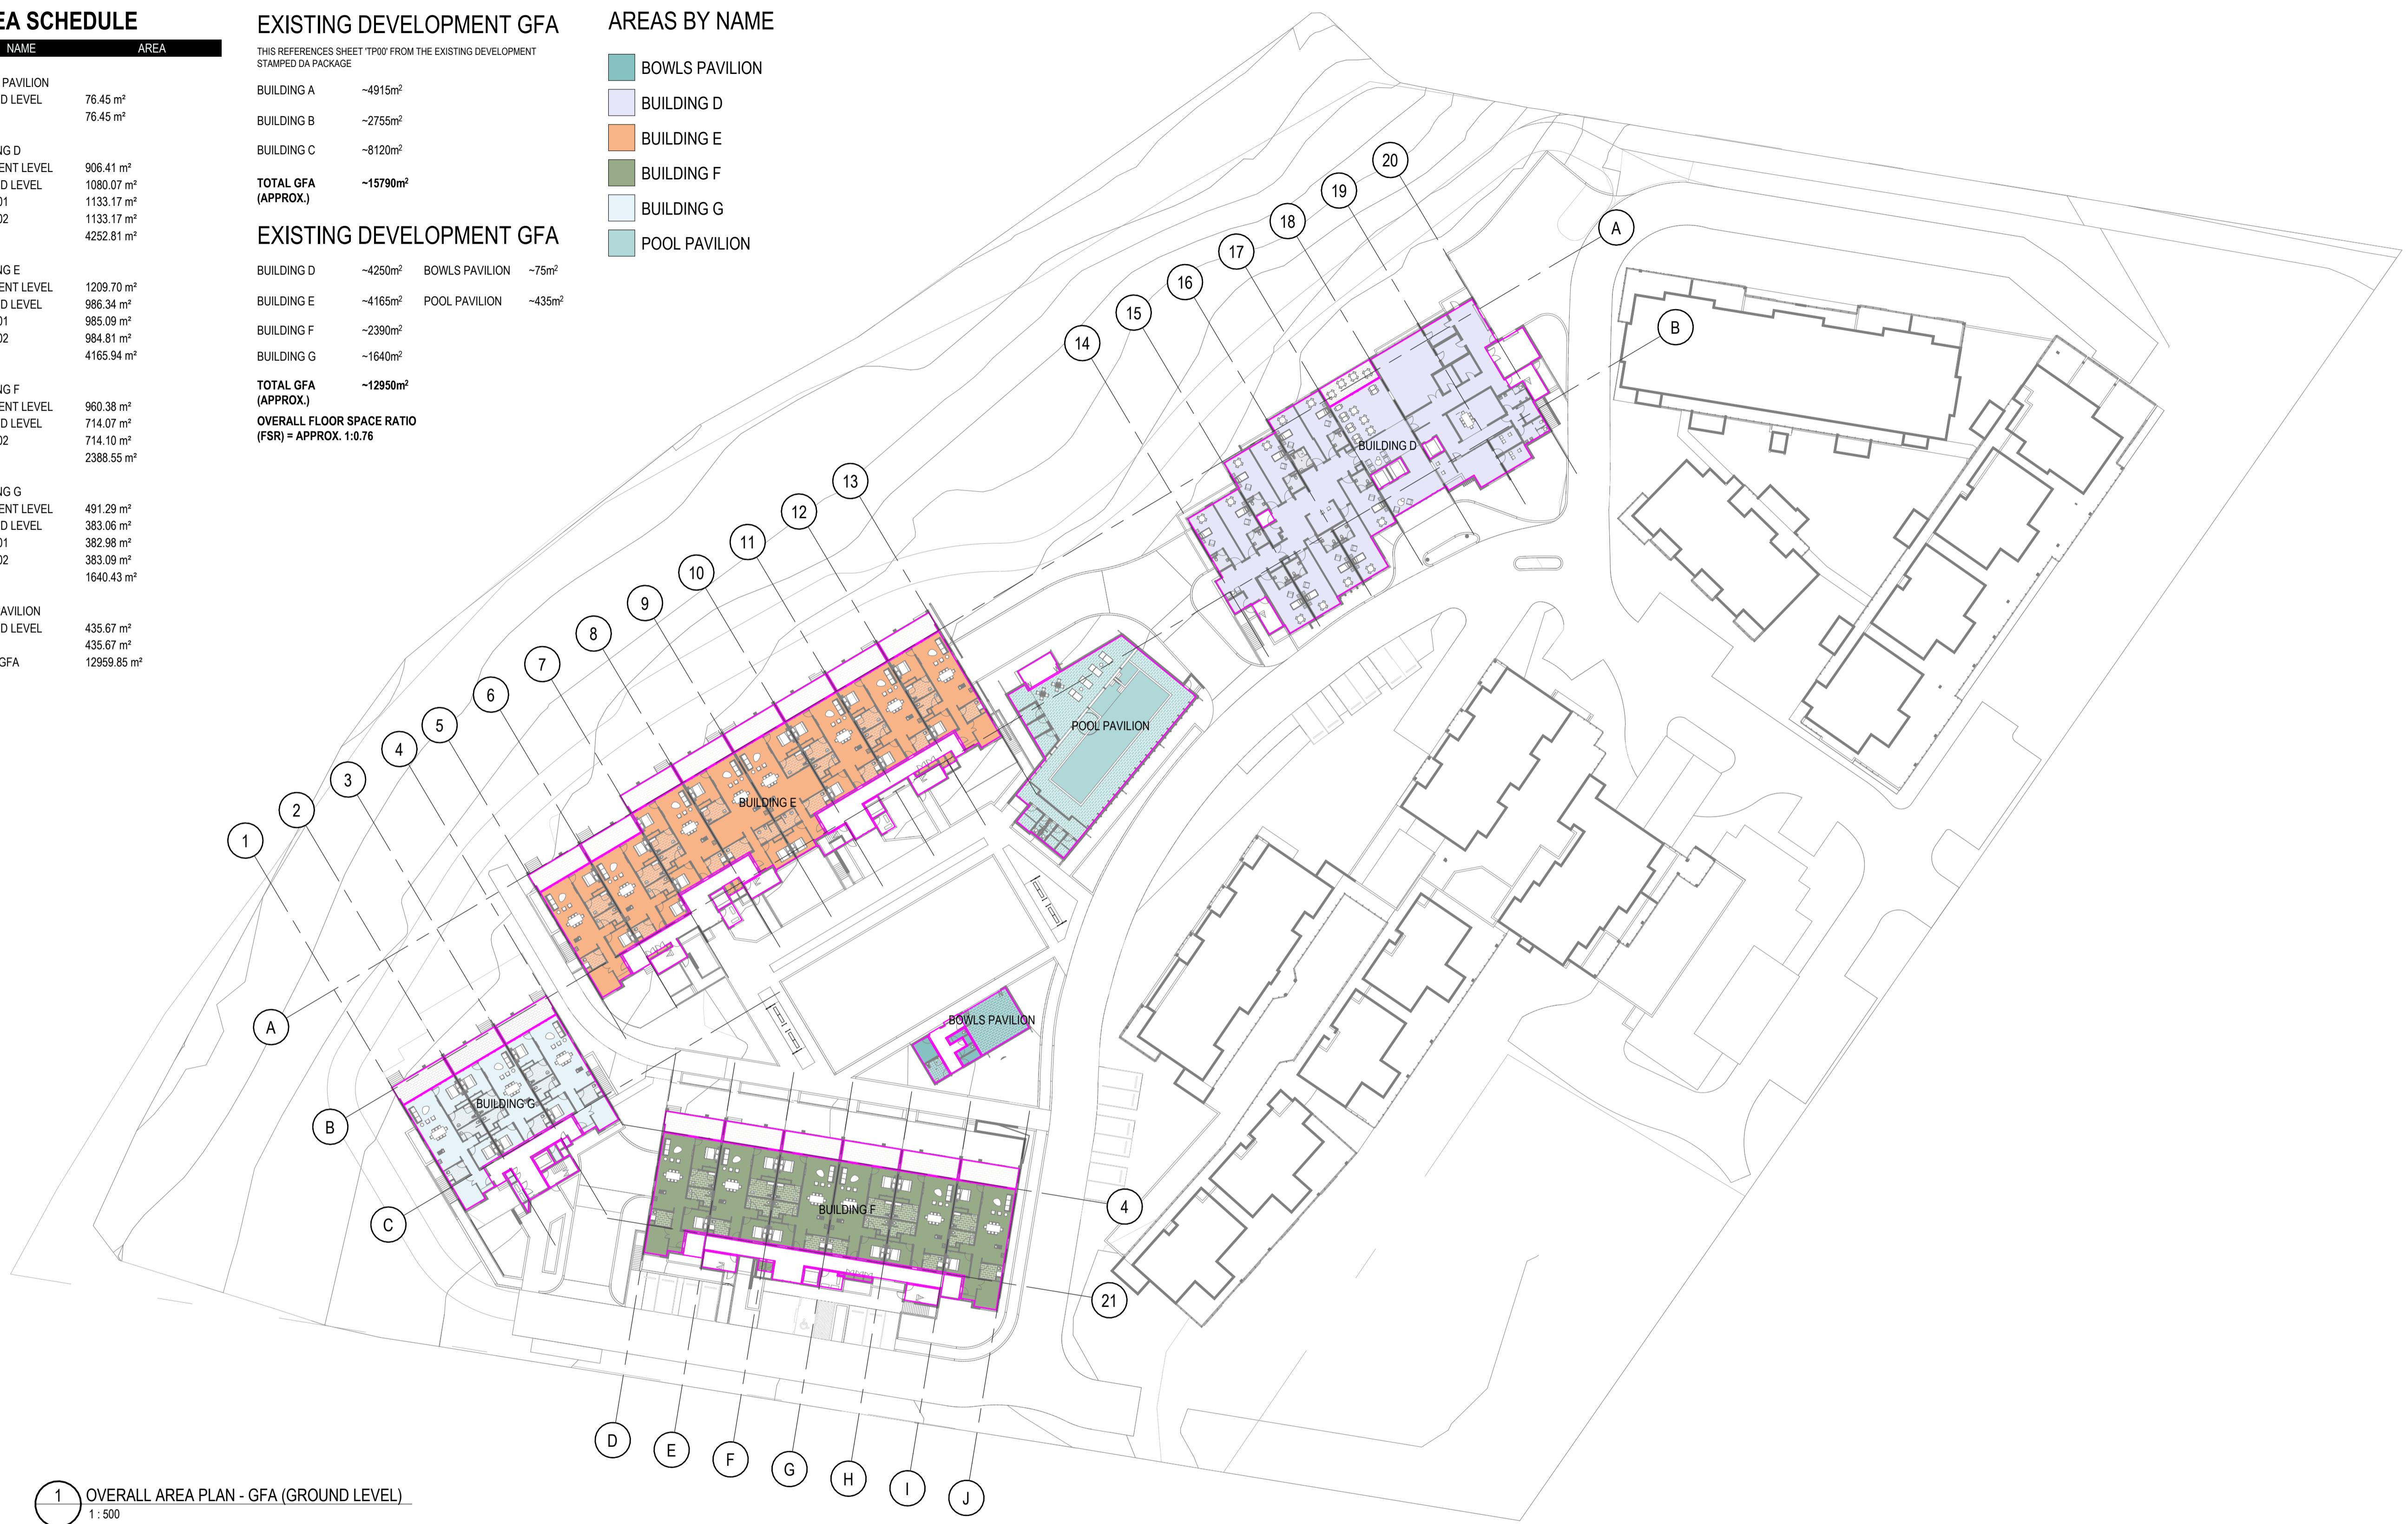 EA SCHEDULE
NAME AREA
PAVILION
D LEVEL 76.45 m²
76.45 m²
NG D
ENT LEVEL 906.41 m²
D LEVEL 1080.07 m²
01 1133.17 m²
02 1133.17 m²
4252.81 m²
NG E
ENT LEVEL 1209.70 m²
D LEVEL 986.34 m²
01 985.09 m²
02 984.81 m²
4165.94 m²
NG F
ENT LEVEL 960.38 m²
D LEVEL 714.07 m²
02 714.10 m²
2388.55 m²
NG G
ENT LEVEL 491.29 m²
D LEVEL 383.06 m²
01 382.98 m²
02 383.09 m²
1640.43 m²
AVILION
D LEVEL 435.67 m²
435.67 m²
GFA 12959.85 m²
EXISTING DEVELOPMENT GFA
THIS REFERENCES SHEET 'TP00' FROM THE EXISTING DEVELOPMENT
STAMPED DA PACKAGE
BUILDING A ~4915m²
BUILDING B ~2755m²
BUILDING C ~8120m²
TOTAL GFA ~15790m²
(APPROX.)
EXISTING DEVELOPMENT GFA
BUILDING D ~4250m² BOWLS PAVILION ~75m²
BUILDING E ~4165m² POOL PAVILION ~435m²
BUILDING F ~2390m²
BUILDING G ~1640m²
TOTAL GFA ~12950m²
(APPROX.)
OVERALL FLOOR SPACE RATIO
(FSR) = APPROX. 1:0.76
AREAS BY NAME
BOWLS PAVILION
BUILDING D
BUILDING E
BUILDING F
BUILDING G
POOL PAVILION
20
19
18
17
16
15
14
A
B
13
12
11
10
9
8
7
6
5
4
3
2
1
BUILDING D
POOL PAVILION
BUILDING E
BOWLS PAVILION
A
BUILDING G
B
C
BUILDING F
4
21
D
E
F
G
H
I
J
1 OVERALL AREA PLAN - GFA (GROUND LEVEL)
1 : 500